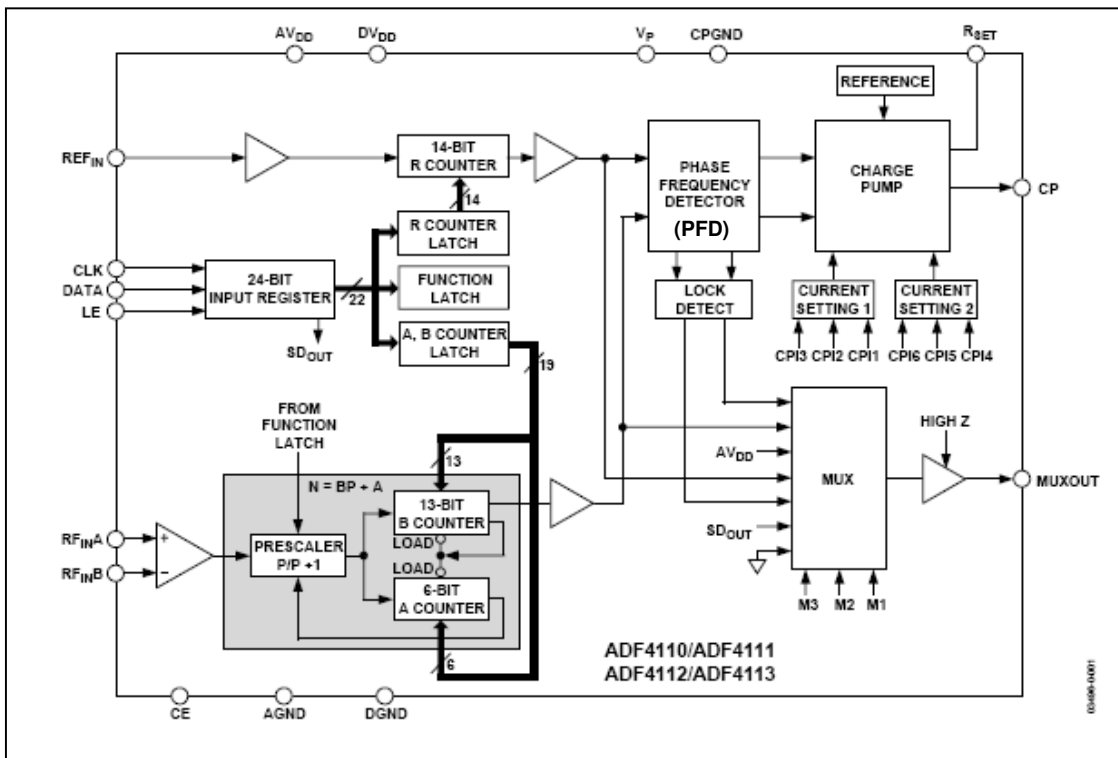 AVDD
DVDD
VP
CPGND
RSET
REFERENCE
REFIN
14-BIT
R COUNTER
PHASE
FREQUENCY
DETECTOR
(PFD)
CHARGE
PUMP
CP
14
R COUNTER
LATCH
CLK
DATA
LE
24-BIT
INPUT REGISTER
22
FUNCTION
LATCH
LOCK
DETECT
CURRENT
SETTING 1
CURRENT
SETTING 2
A, B COUNTER
LATCH
SDOUT
19
CPI3 CPI2 CPI1
CPI6 CPI5 CPI4
FROM
FUNCTION
LATCH
HIGH Z
13
AVDD
MUX
MUXOUT
N = BP + A
13-BIT
B COUNTER
RFINA
RFINB
+
−
PRESCALER
P/P +1
LOAD
LOAD
SDOUT
6-BIT
A COUNTER
M3 M2 M1
6
ADF4110/ADF4111
ADF4112/ADF4113
CE
AGND
DGND
03496-0-001